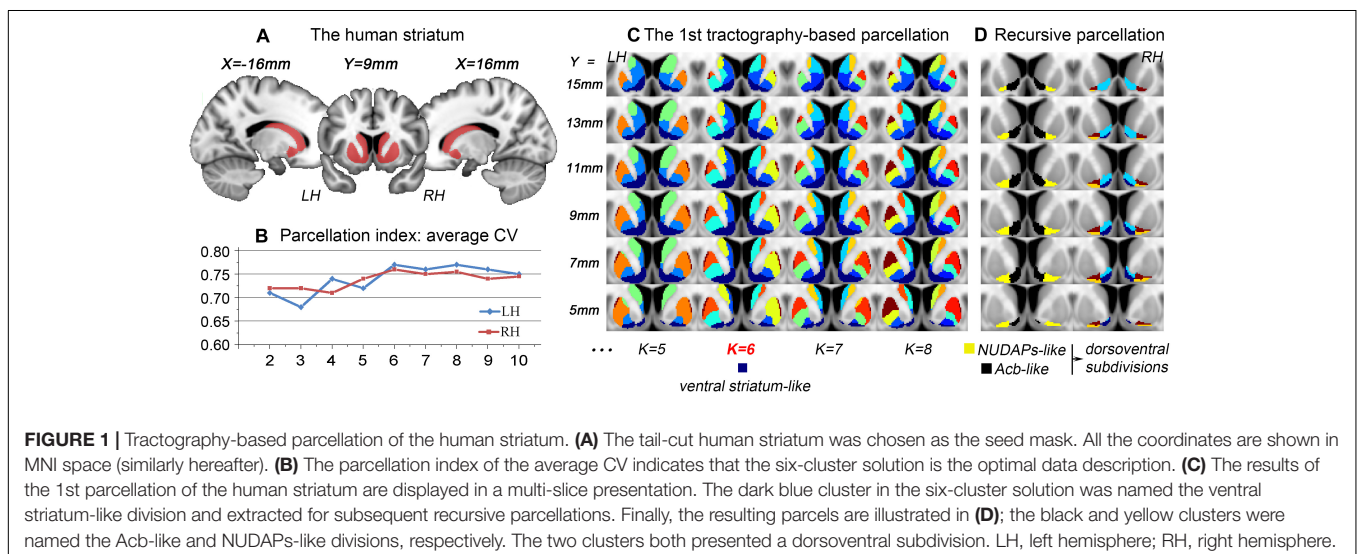 A The human striatum
X=-16mm Y=9mm X=16mm
LH RH
B Parcellation index: average CV
0.80
0.75
0.70
0.65
0.60
LH
RH
2 3 4 5 6 7 8 9 10
C The 1st tractography-based parcellation
Y = LH
15mm
13mm
11mm
9mm
7mm
5mm
... K=5 K=6 K=7 K=8
ventral striatum-like
D Recursive parcellation
RH
NUDAPs-like
Acb-like
dorsoventral
subdivisions
FIGURE 1 | Tractography-based parcellation of the human striatum. (A) The tail-cut human striatum was chosen as the seed mask. All the coordinates are shown in
MNI space (similarly hereafter). (B) The parcellation index of the average CV indicates that the six-cluster solution is the optimal data description. (C) The results of
the 1st parcellation of the human striatum are displayed in a multi-slice presentation. The dark blue cluster in the six-cluster solution was named the ventral
striatum-like division and extracted for subsequent recursive parcellations. Finally, the resulting parcels are illustrated in (D); the black and yellow clusters were
named the Acb-like and NUDAPs-like divisions, respectively. The two clusters both presented a dorsoventral subdivision. LH, left hemisphere; RH, right hemisphere.